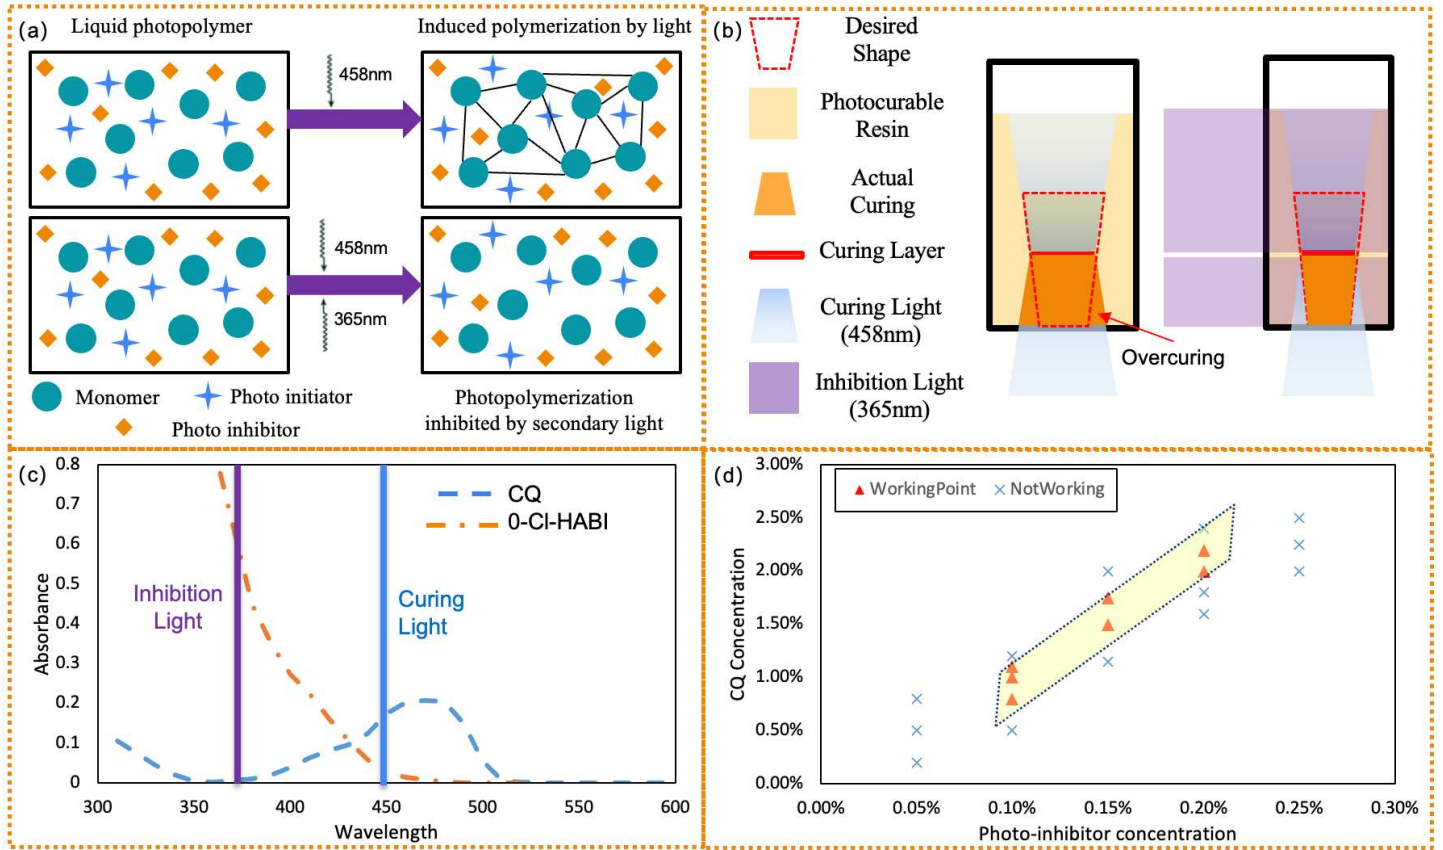 (a)
Liquid photopolymer
Induced polymerization by light
458nm
458nm
365nm
Monomer
Photo initiator
Photo inhibitor
Photopolymerization
inhibited by secondary light
(b)
Desired
Shape
Photocurable
Resin
Actual
Curing
Curing Layer
Curing Light
(458nm)
Inhibition Light
(365nm)
Overcuring
(c)
0.8
0.7
0.6
0.5
0.4
0.3
0.2
0.1
0
Absorbance
CQ
0-Cl-HABI
Inhibition
Light
Curing
Light
300
350
400
450
500
550
600
Wavelength
(d)
3.00%
2.50%
2.00%
1.50%
1.00%
0.50%
0.00%
CQ Concentration
WorkingPoint
NotWorking
0.00%
0.05%
0.10%
0.15%
0.20%
0.25%
0.30%
Photo-inhibitor concentration